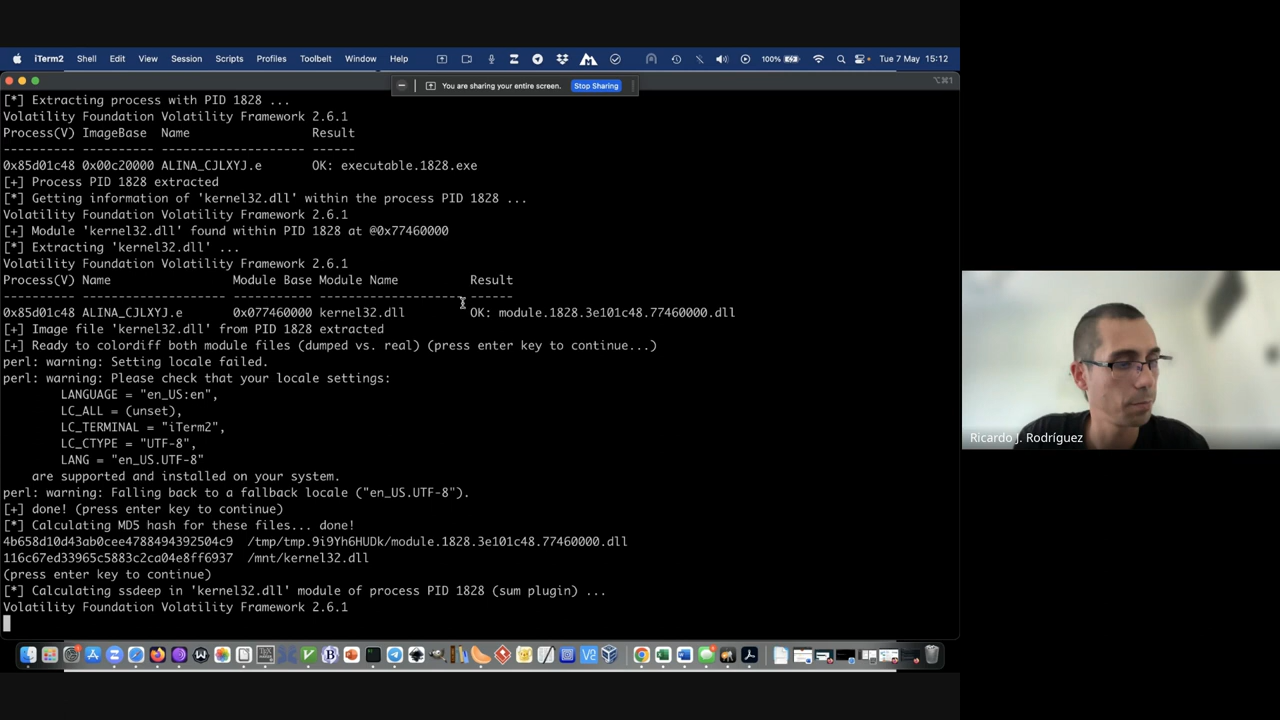 iTerm2 Shell Edit View Session Scripts Profiles Toolbelt Window Help 100% Tue 7 May 15:12
You are sharing your entire screen. Stop Sharing
⌥⌘1
[*] Extracting process with PID 1828 ...
Volatility Foundation Volatility Framework 2.6.1
Process(V) ImageBase Name Result
---------- ---------- -------------------- ------
0x85d01c48 0x00c20000 ALINA_CJLXYJ.e OK: executable.1828.exe
[+] Process PID 1828 extracted
[*] Getting information of 'kernel32.dll' within the process PID 1828 ...
Volatility Foundation Volatility Framework 2.6.1
[+] Module 'kernel32.dll' found within PID 1828 at @0x77460000
[*] Extracting 'kernel32.dll' ...
Volatility Foundation Volatility Framework 2.6.1
Process(V) Name Module Base Module Name Result
---------- -------------------- ----------- -------------------- ------
0x85d01c48 ALINA_CJLXYJ.e 0x077460000 kernel32.dll OK: module.1828.3e101c48.77460000.dll
[+] Image file 'kernel32.dll' from PID 1828 extracted
[+] Ready to colordiff both module files (dumped vs. real) (press enter key to continue...)
perl: warning: Setting locale failed.
perl: warning: Please check that your locale settings:
LANGUAGE = "en_US:en",
LC_ALL = (unset),
LC_TERMINAL = "iTerm2",
LC_CTYPE = "UTF-8",
LANG = "en_US.UTF-8"
are supported and installed on your system.
perl: warning: Falling back to a fallback locale ("en_US.UTF-8").
[+] done! (press enter key to continue)
[*] Calculating MD5 hash for these files... done!
4b658d10d43ab0cee4788494392504c9 /tmp/tmp.9i9Yh6HUDk/module.1828.3e101c48.77460000.dll
116c67ed33965c5883c2ca04e8ff6937 /mnt/kernel32.dll
(press enter key to continue)
[*] Calculating ssdeep in 'kernel32.dll' module of process PID 1828 (sum plugin) ...
Volatility Foundation Volatility Framework 2.6.1
Ricardo J. Rodríguez